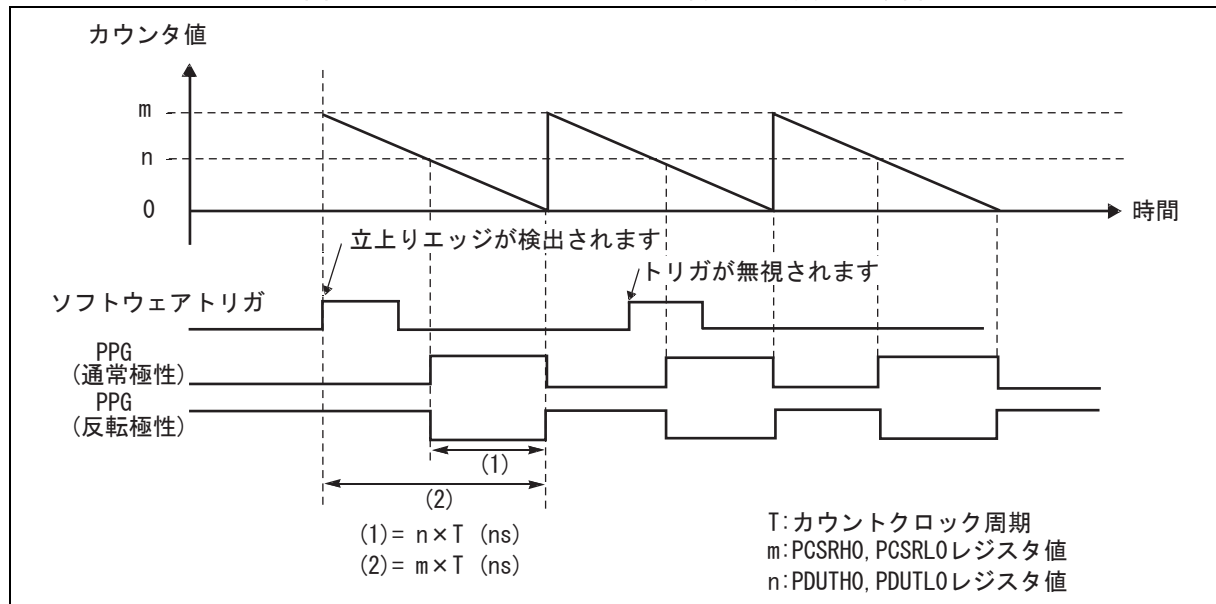 カウンタ値
m
n
0
時間
立上りエッジが検出されます
トリガが無視されます
ソフトウェアトリガ
PPG
(通常極性)
PPG
(反転極性)
(1)
(2)
(1)= n×T (ns)
(2)= m×T (ns)
T:カウントクロック周期
m:PCSRH0, PCSRL0レジスタ値
n:PDUTH0, PDUTL0レジスタ値